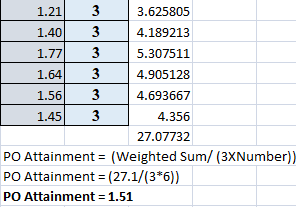 1.21 3 3.625805
1.40 3 4.189213
1.77 3 5.307511
1.64 3 4.905128
1.56 3 4.693667
1.45 3 4.356
27.07732
PO Attainment = (Weighted Sum/ (3XNumber))
PO Attainment = (27.1/(3*6))
PO Attainment = 1.51